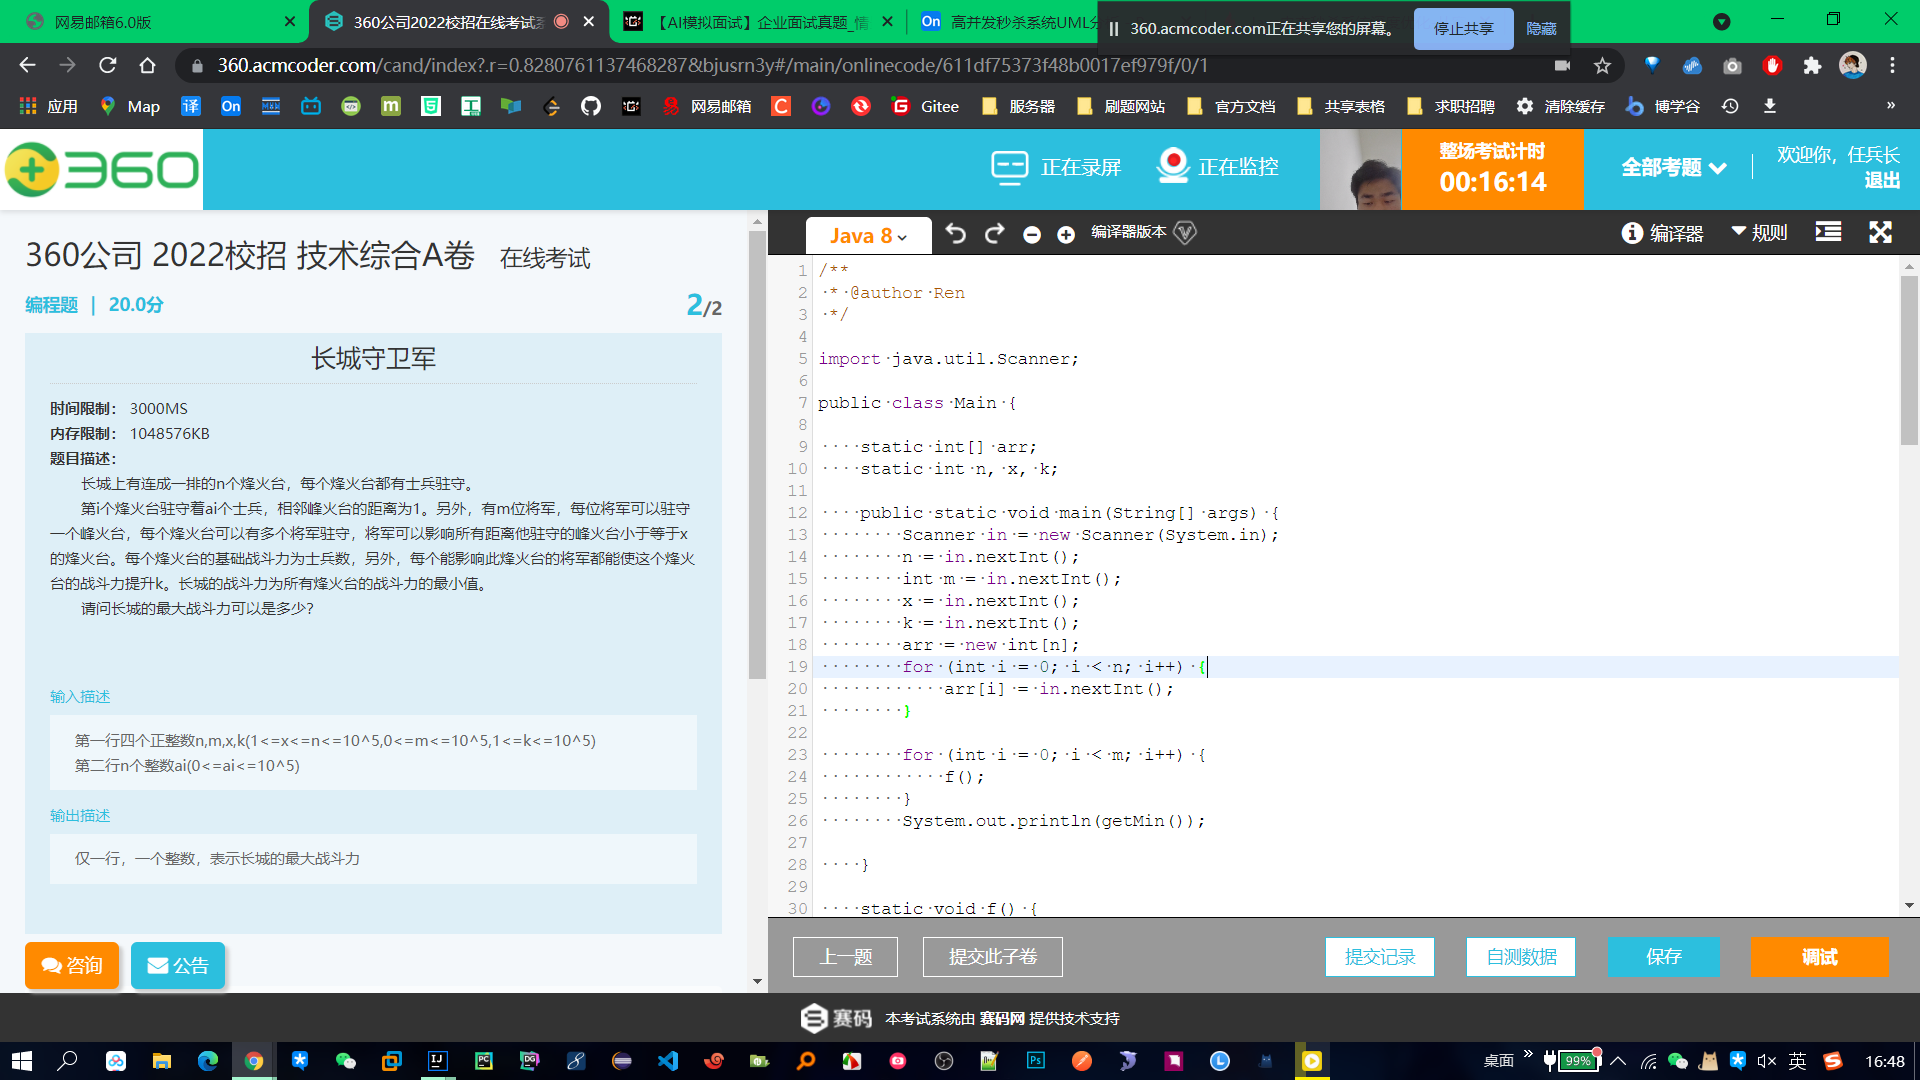 网易邮箱6.0版
360公司2022校招在线考试系
【AI模拟面试】企业面试真题_情
On 高并发秒杀系统UML分
360.acmcoder.com正在共享您的屏幕。
停止共享
隐藏
360.acmcoder.com/cand/index?.r=0.8280761137468287&bjusrn3y#/main/onlinecode/611df75373f48b0017ef979f/0/1
应用
Map
译
On
网易邮箱
Gitee
服务器
刷题网站
官方文档
共享表格
求职招聘
清除缓存
博学谷
»
360
正在录屏
正在监控
整场考试计时
00:16:14
全部考题
欢迎你，任兵长
退出
360公司 2022校招 技术综合A卷 在线考试
编程题 | 20.0分
2/2
长城守卫军
时间限制： 3000MS
内存限制： 1048576KB
题目描述：
长城上有连成一排的n个烽火台，每个烽火台都有士兵驻守。
第i个烽火台驻守着ai个士兵，相邻峰火台的距离为1。另外，有m位将军，每位将军可以驻守
一个峰火台，每个烽火台可以有多个将军驻守，将军可以影响所有距离他驻守的峰火台小于等于x
的烽火台。每个烽火台的基础战斗力为士兵数，另外，每个能影响此烽火台的将军都能使这个烽火
台的战斗力提升k。长城的战斗力为所有烽火台的战斗力的最小值。
请问长城的最大战斗力可以是多少？
输入描述
第一行四个正整数n,m,x,k(1<=x<=n<=10^5,0<=m<=10^5,1<=k<=10^5)
第二行n个整数ai(0<=ai<=10^5)
输出描述
仅一行，一个整数，表示长城的最大战斗力
咨询
公告
Java 8
编译器版本
编译器
规则
1 /**
2  * @author Ren
3  */
4
5 import java.util.Scanner;
6
7 public class Main {
8
9     static int[] arr;
10     static int n, x, k;
11
12     public static void main(String[] args) {
13         Scanner in = new Scanner(System.in);
14         n = in.nextInt();
15         int m = in.nextInt();
16         x = in.nextInt();
17         k = in.nextInt();
18         arr = new int[n];
19         for (int i = 0; i < n; i++) {
20             arr[i] = in.nextInt();
21         }
22
23         for (int i = 0; i < m; i++) {
24             f();
25         }
26         System.out.println(getMin());
27
28     }
29
30     static void f() {
上一题
提交此子卷
提交记录
自测数据
保存
调试
赛码 本考试系统由 赛码网 提供技术支持
桌面
»
99%
英
16:48